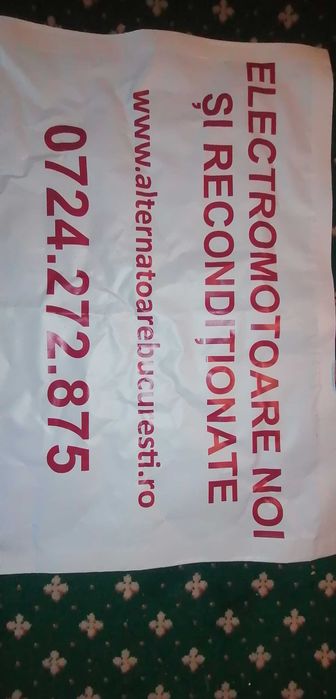 ELECTROMOTOARE NOI
ȘI RECONDIȚIONATE
www.alternatoarebucuresti.ro
0724.272.875